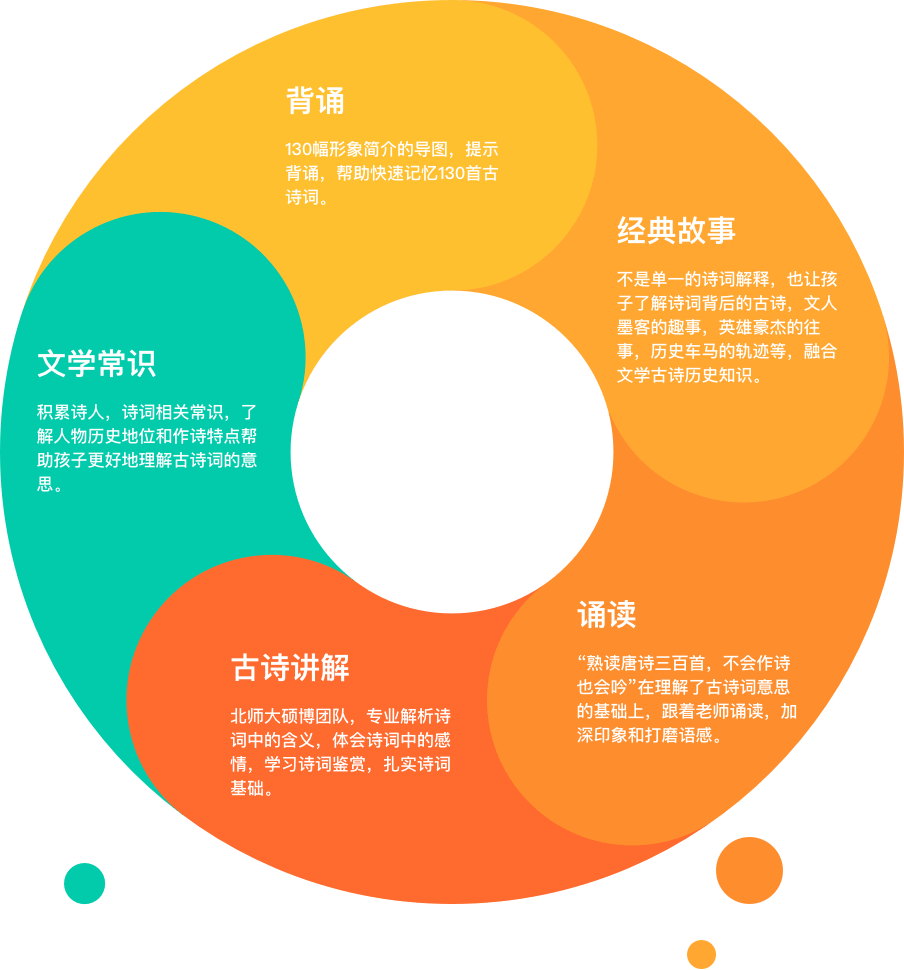 背诵
130幅形象简介的导图，提示
背诵，帮助快速记忆130首古
诗词。
经典故事
不是单一的诗词解释，也让孩
子了解诗词背后的古诗，文人
墨客的趣事，英雄豪杰的往
事，历史车马的轨迹等，融合
文学古诗历史知识。
文学常识
积累诗人，诗词相关常识，了
解人物历史地位和作诗特点帮
助孩子更好地理解古诗词的意
思。
诵读
“熟读唐诗三百首，不会作诗
也会吟”在理解了古诗词意思
的基础上，跟着老师诵读，加
深印象和打磨语感。
古诗讲解
北师大硕博团队，专业解析诗
词中的含义，体会诗词中的感
情，学习诗词鉴赏，扎实诗词
基础。